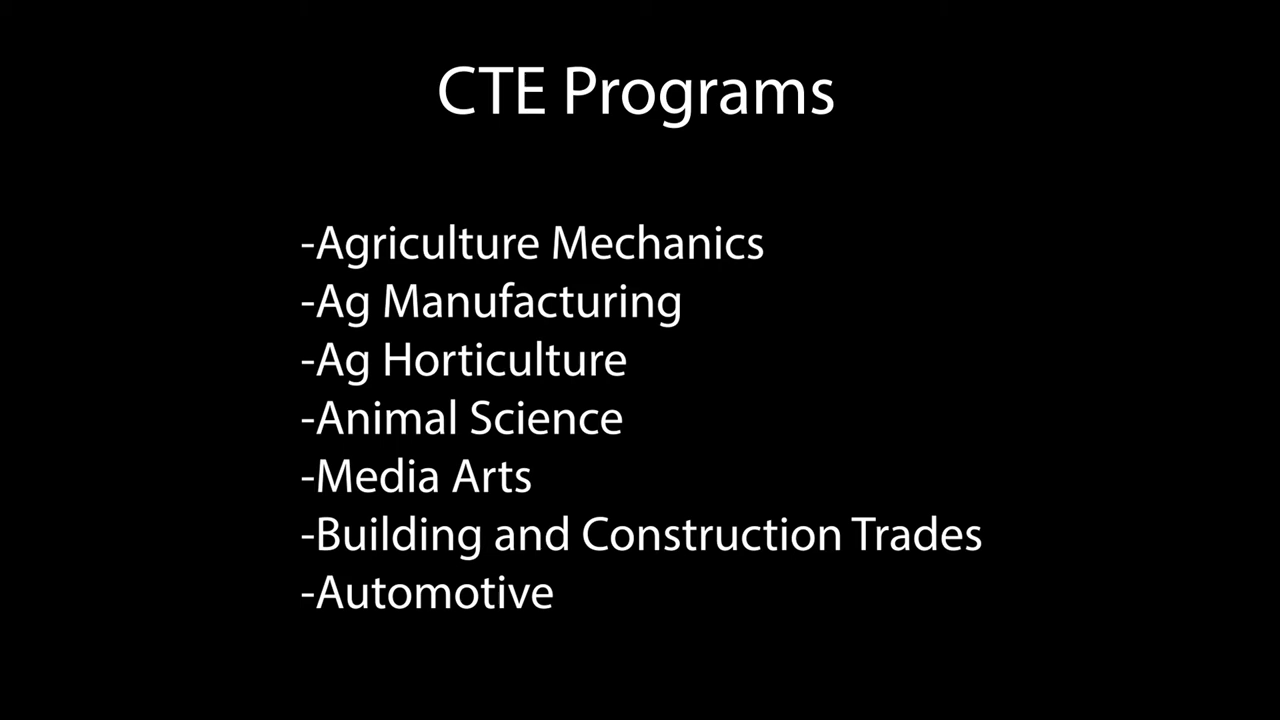 CTE Programs
-Agriculture Mechanics
-Ag Manufacturing
-Ag Horticulture
-Animal Science
-Media Arts
-Building and Construction Trades
-Automotive